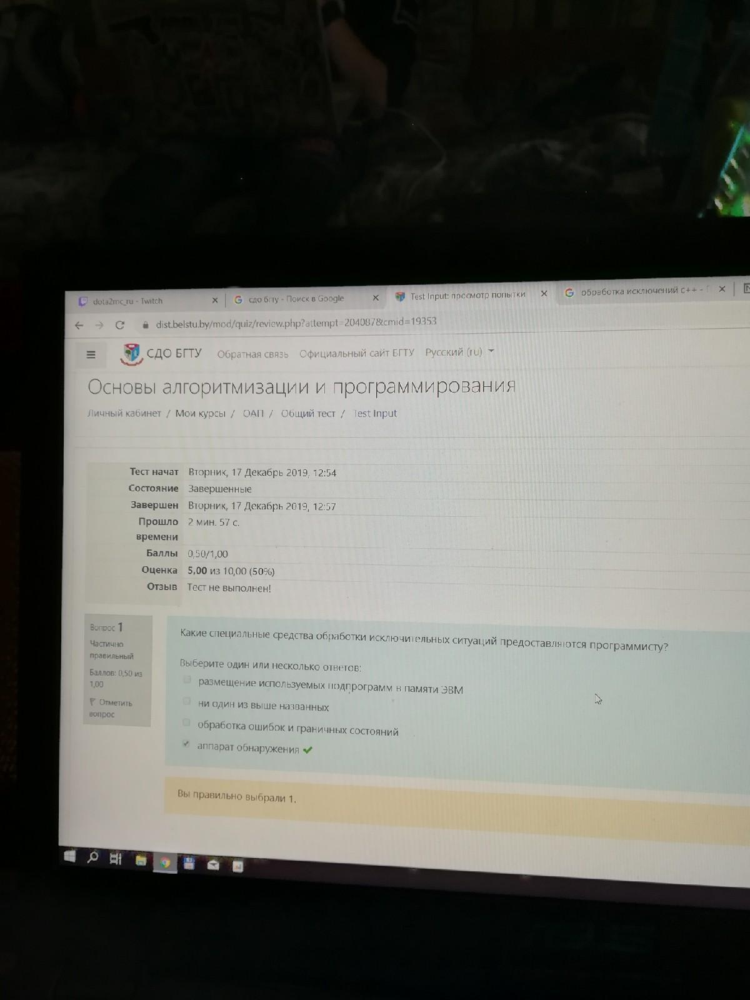 dota2mc_ru - Twitch
сдо бгту - Поиск в Google
Test Input: просмотр попытки
обработка исключений с++ -
dist.belstu.by/mod/quiz/review.php?attempt=204087&cmid=19353
СДО БГТУ Обратная связь Официальный сайт БГТУ Русский (ru)
Основы алгоритмизации и программирования
Личный кабинет / Мои курсы / ОАП / Общий тест / Test Input
Тест начат Вторник, 17 Декабрь 2019, 12:54
Состояние Завершенные
Завершен Вторник, 17 Декабрь 2019, 12:57
Прошло 2 мин. 57 с.
времени
Баллы 0,50/1,00
Оценка 5,00 из 10,00 (50%)
Отзыв Тест не выполнен!
Вопрос 1
Частично
правильный
Баллов: 0,50 из
1,00
Отметить
вопрос
Какие специальные средства обработки исключительных ситуаций предоставляются программисту?
Выберите один или несколько ответов:
размещение используемых подпрограмм в памяти ЭВМ
ни один из выше названных
обработка ошибок и граничных состояний
аппарат обнаружения
Вы правильно выбрали 1.